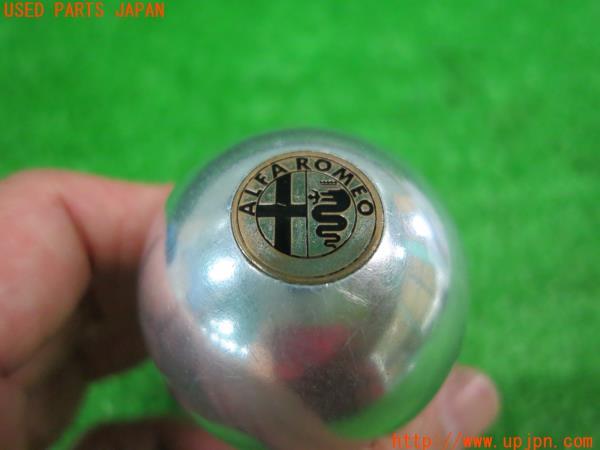 USED PARTS JAPAN
ALFA ROMEO
http://www.upjpn.com/